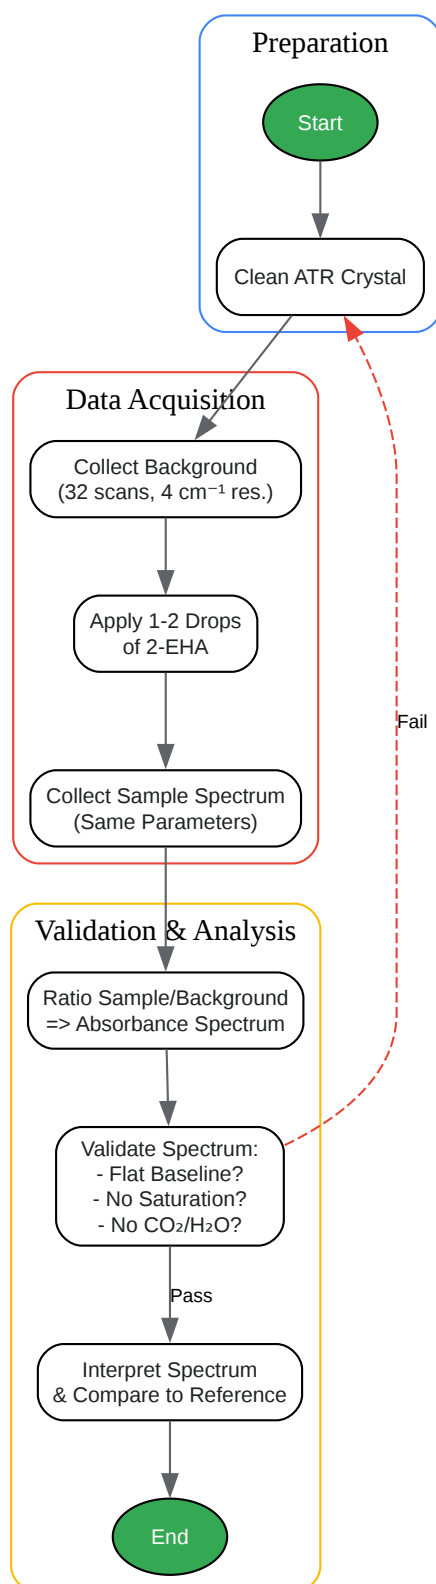 Preparation
Start
Clean ATR Crystal
Data Acquisition
Collect Background
(32 scans, 4 cm⁻¹ res.)
Apply 1-2 Drops
of 2-EHA
Collect Sample Spectrum
(Same Parameters)
Fail
Validation & Analysis
Ratio Sample/Background
=> Absorbance Spectrum
Validate Spectrum:
- Flat Baseline?
- No Saturation?
- No CO₂/H₂O?
Pass
Interpret Spectrum
& Compare to Reference
End